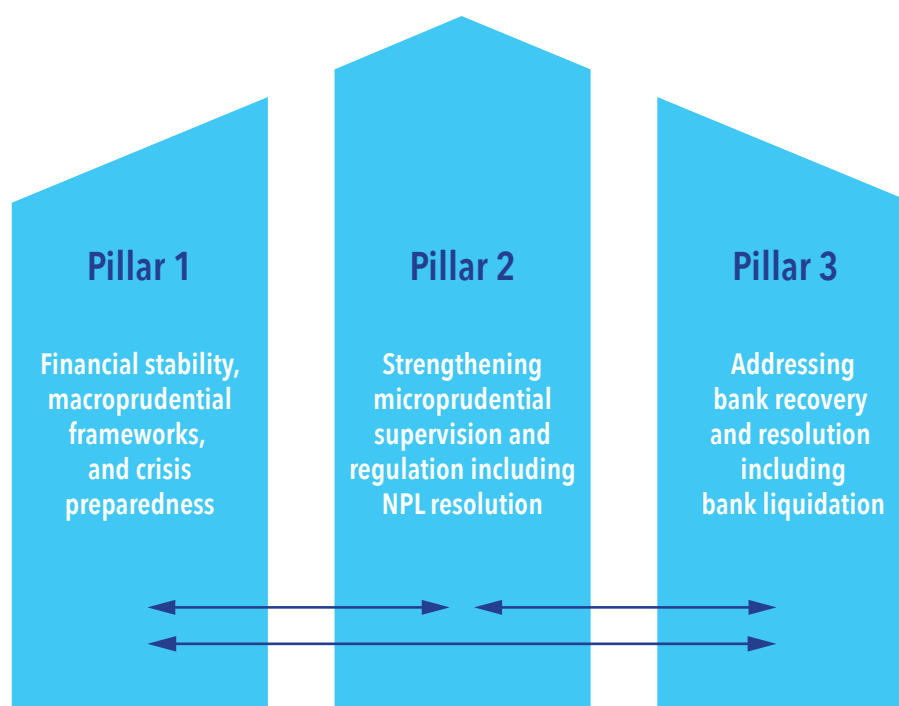 Pillar 1
Financial stability,
macroprudential
frameworks,
and crisis
preparedness
Pillar 2
Strengthening
microprudential
supervision and
regulation including
NPL resolution
Pillar 3
Addressing
bank recovery
and resolution
including
bank liquidation